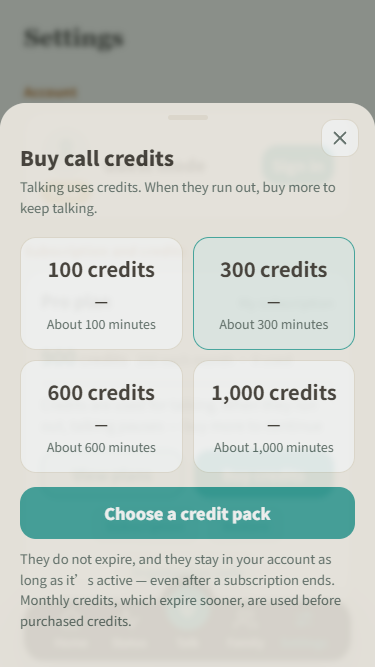 Settings
Account
Buy call credits
Talking uses credits. When they run out, buy more to
keep talking.
100 credits
—
About 100 minutes
300 credits
—
About 300 minutes
600 credits
—
About 600 minutes
1,000 credits
—
About 1,000 minutes
Choose a credit pack
They do not expire, and they stay in your account as
long as it’s active — even after a subscription ends.
Monthly credits, which expire sooner, are used before
purchased credits.